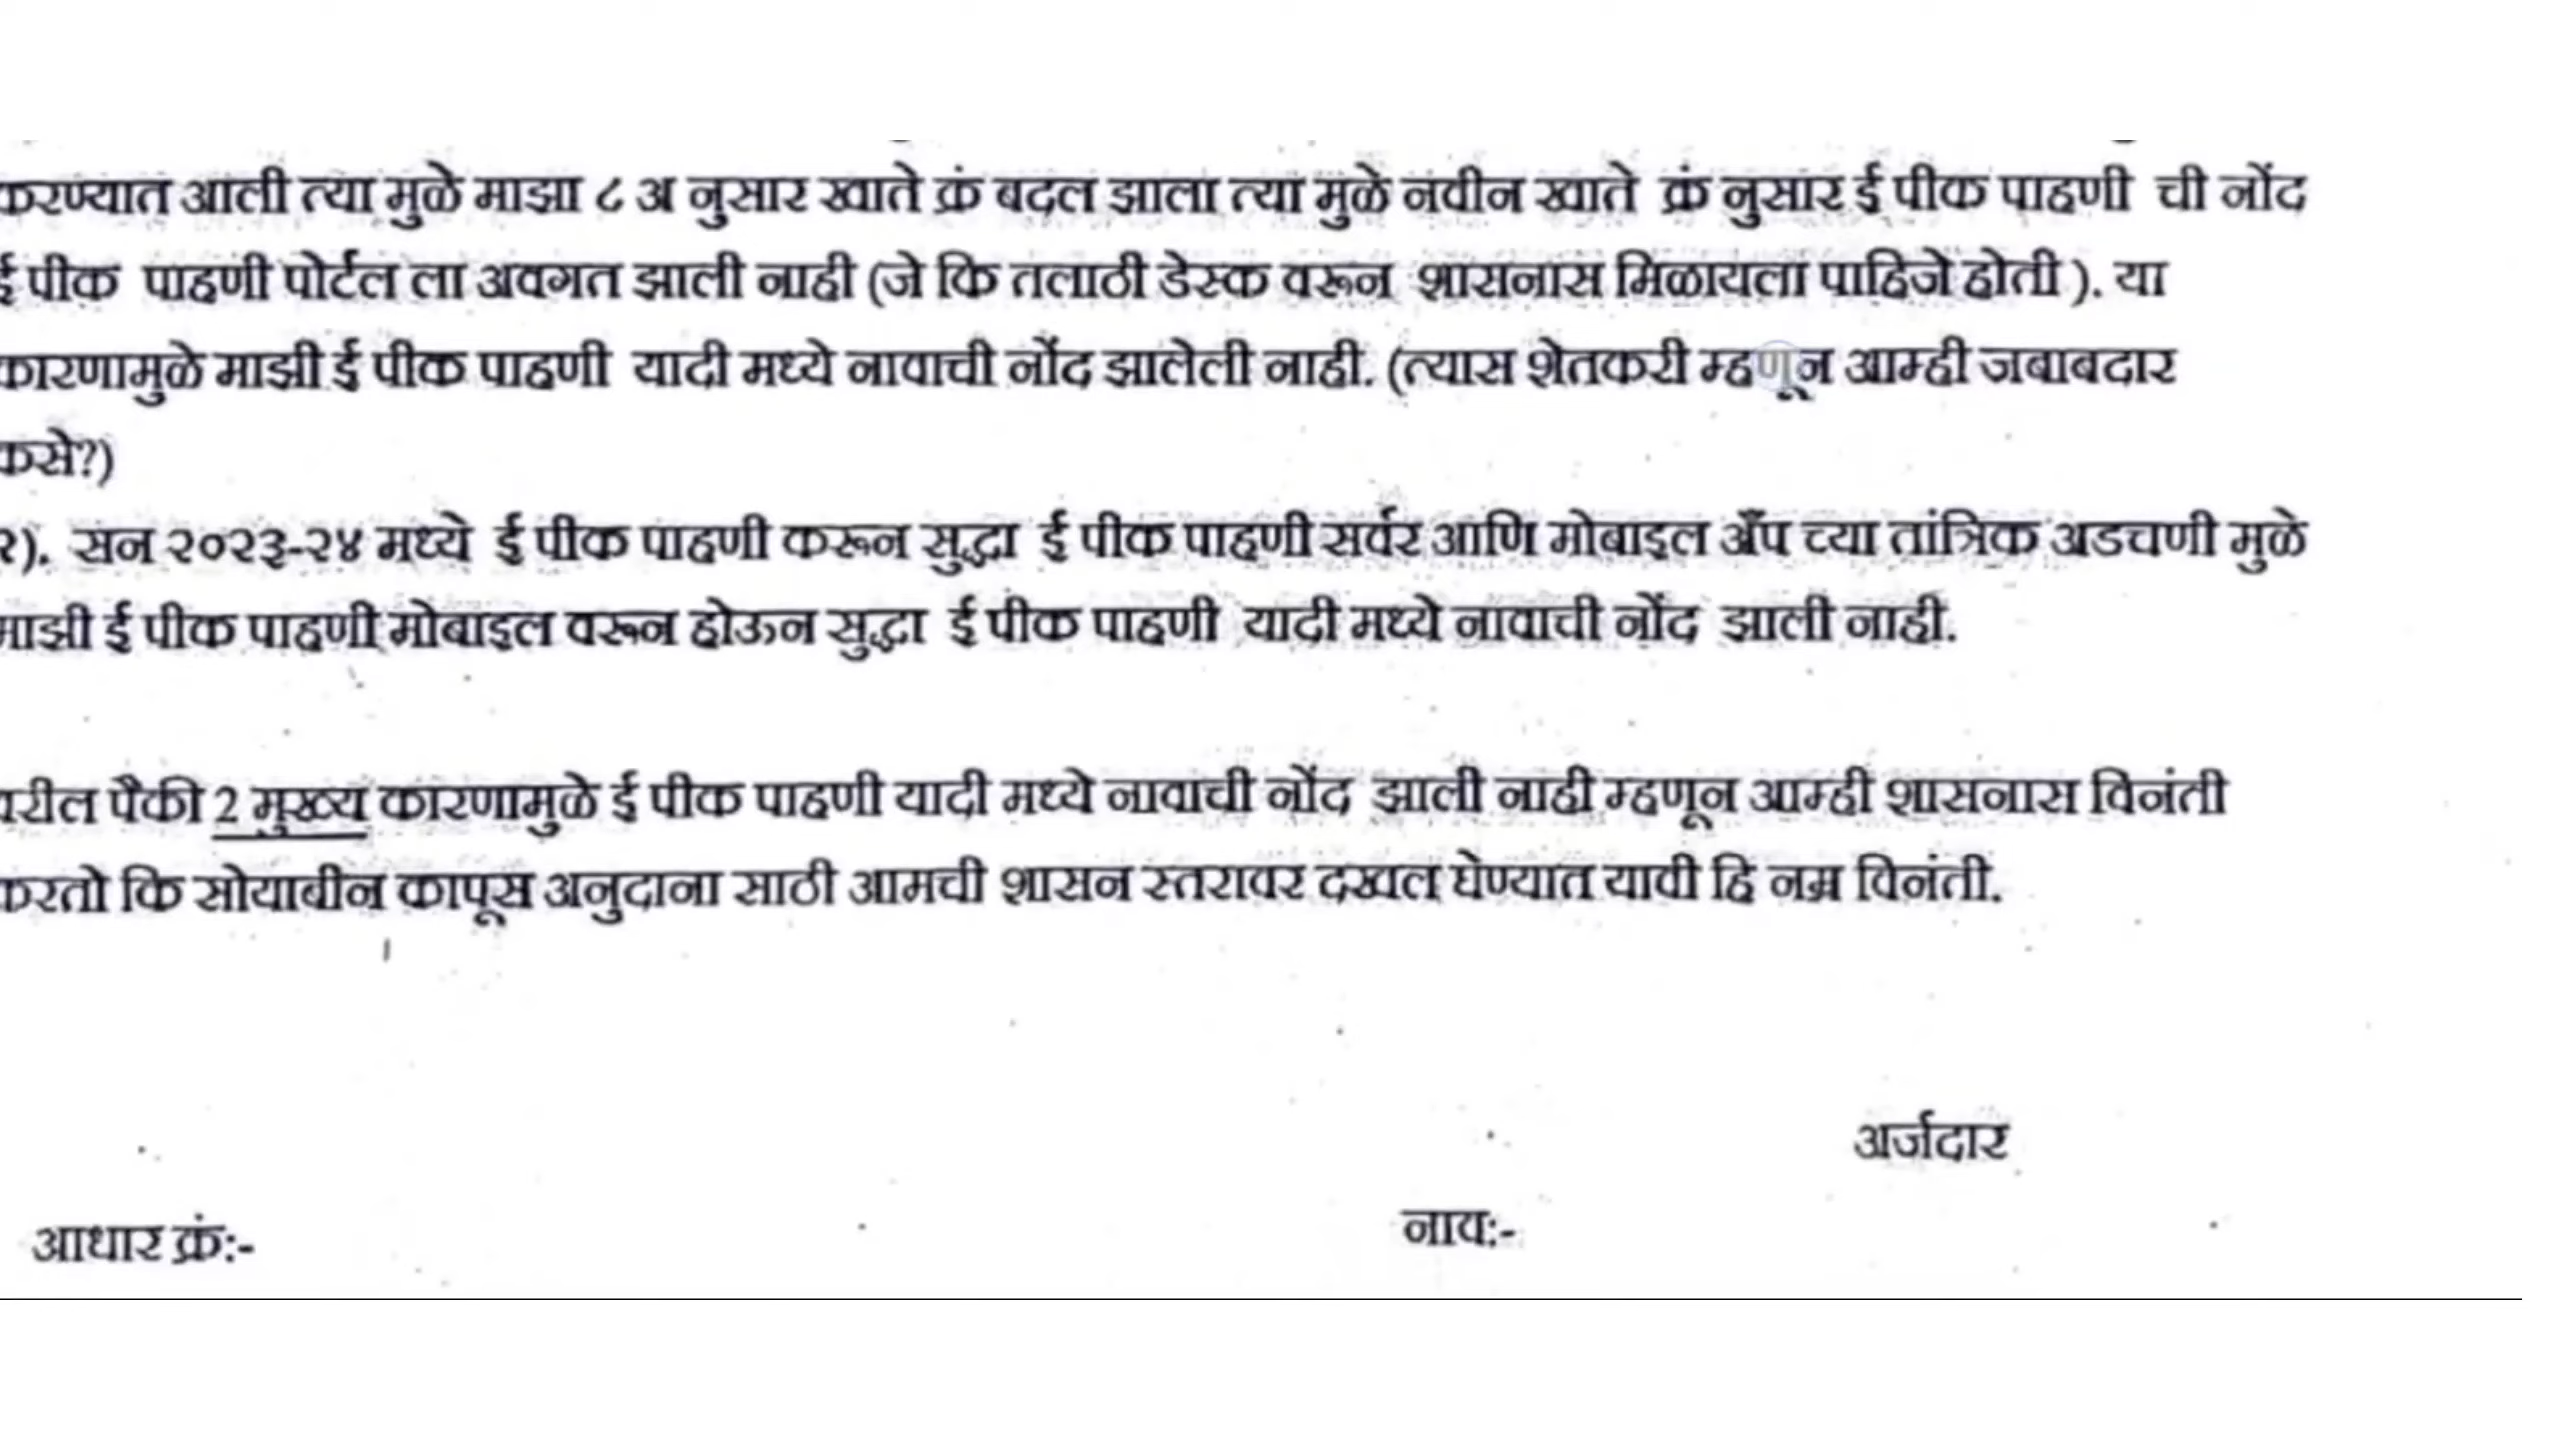 करण्यात आली त्या मुळे माझा ८ अ नुसार खाते क्रं बदल झाला त्या मुळे नवीन खाते क्रं नुसार ई पीक पाहणी ची नोंद
ई पीक पाहणी पोर्टल ला अवगत झाली नाही (जे कि तलाठी डेस्क वरून शासनास मिळायला पाहिजे होती ). या
कारणामुळे माझी ई पीक पाहणी यादी मध्ये नावाची नोंद झालेली नाही. (त्यास शेतकरी म्हणून आम्ही जबाबदार
कसे?)
२). सन २०२३-२४ मध्ये ई पीक पाहणी करून सुद्धा ई पीक पाहणी सर्वर आणि मोबाइल अँप च्या तांत्रिक अडचणी मुळे
माझी ई पीक पाहणी मोबाइल वरून होऊन सुद्धा ई पीक पाहणी यादी मध्ये नावाची नोंद झाली नाही.
वरील पैकी 2 मुख्य कारणामुळे ई पीक पाहणी यादी मध्ये नावाची नोंद झाली नाही म्हणून आम्ही शासनास विनंती
करतो कि सोयाबीन कापूस अनुदाना साठी आमची शासन स्तरावर दखल घेण्यात यावी हि नम्र विनंती.
अर्जदार
आधार क्रं:- नाव:-